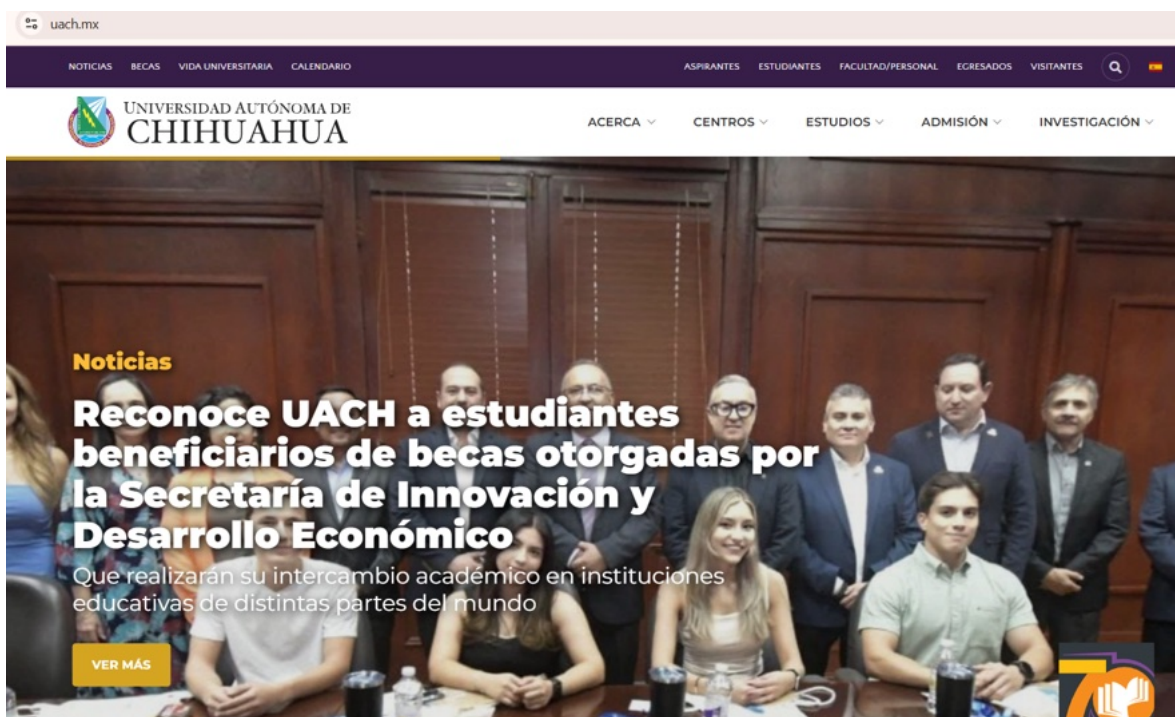 uach.mx
NOTICIAS BECAS VIDA UNIVERSITARIA CALENDARIO ASPIRANTES ESTUDIANTES FACULTAD/PERSONAL EGRESADOS VISITANTES
UNIVERSIDAD AUTÓNOMA DE
CHIHUAHUA
ACERCA CENTROS ESTUDIOS ADMISIÓN INVESTIGACIÓN
Noticias
Reconoce UACH a estudiantes
beneficiarios de becas otorgadas por
la Secretaría de Innovación y
Desarrollo Económico
Que realizarán su intercambio académico en instituciones
educativas de distintas partes del mundo
VER MÁS
70